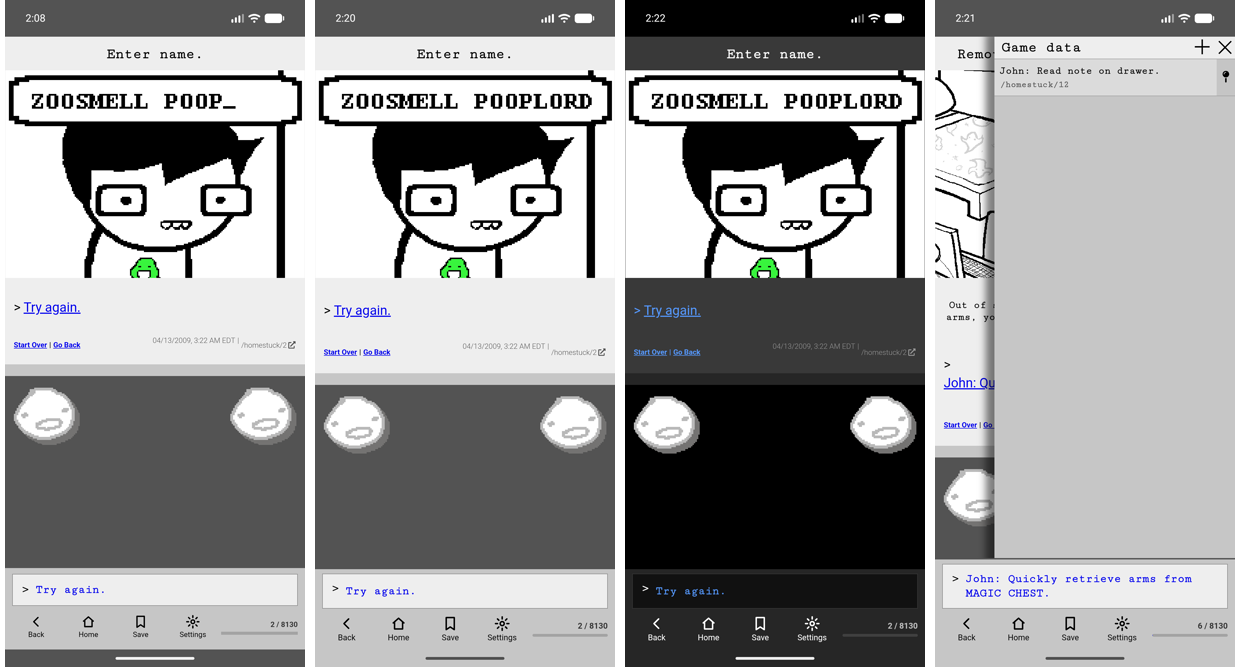 2:08
Enter name.
ZOOSMELL POOP_
> Try again.
Start Over | Go Back
04/13/2009, 3:22 AM EDT | /homestuck/2
> Try again.
Back
Home
Save
Settings
2 / 8130
2:20
Enter name.
ZOOSMELL POOPLORD
> Try again.
Start Over | Go Back
04/13/2009, 3:22 AM EDT | /homestuck/2
> Try again.
Back
Home
Save
Settings
2 / 8130
2:22
Enter name.
ZOOSMELL POOPLORD
> Try again.
Start Over | Go Back
04/13/2009, 3:22 AM EDT | /homestuck/2
> Try again.
Back
Home
Save
Settings
2 / 8130
2:21
Remo
Game data
John: Read note on drawer.
/homestuck/12
Out of
arms, yo
>
John: Qu
Start Over | Go
> John: Quickly retrieve arms from
MAGIC CHEST.
Back
Home
Save
Settings
6 / 8130